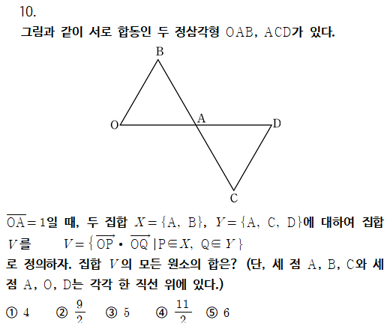 10.
그림과 같이 서로 합동인 두 정삼각형 OAB, ACD가 있다.
B
O
A
D
C
OA=1일 때, 두 집합 X={A, B}, Y={A, C, D}에 대하여 집합
V를 V={OP · OQ |P∈X, Q∈Y}
로 정의하자. 집합 V의 모든 원소의 합은? (단, 세 점 A, B, C와 세
점 A, O, D는 각각 한 직선 위에 있다.)
① 4 ② 9/2 ③ 5 ④ 11/2 ⑤ 6